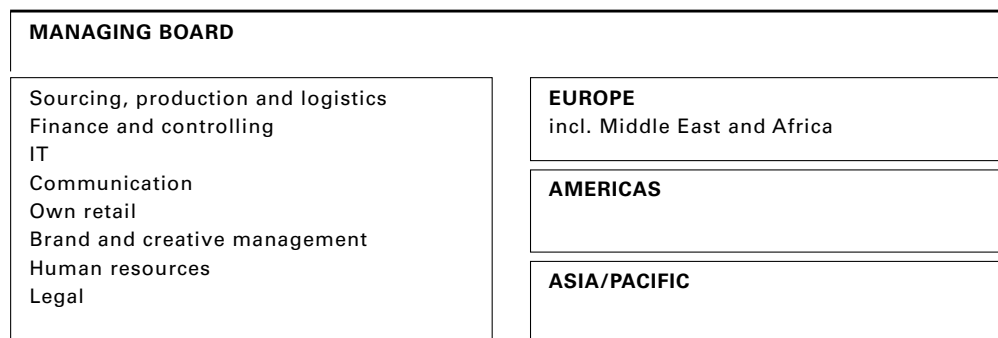 MANAGING BOARD
Sourcing, production and logistics
Finance and controlling
IT
Communication
Own retail
Brand and creative management
Human resources
Legal
EUROPE
incl. Middle East and Africa
AMERICAS
ASIA/PACIFIC